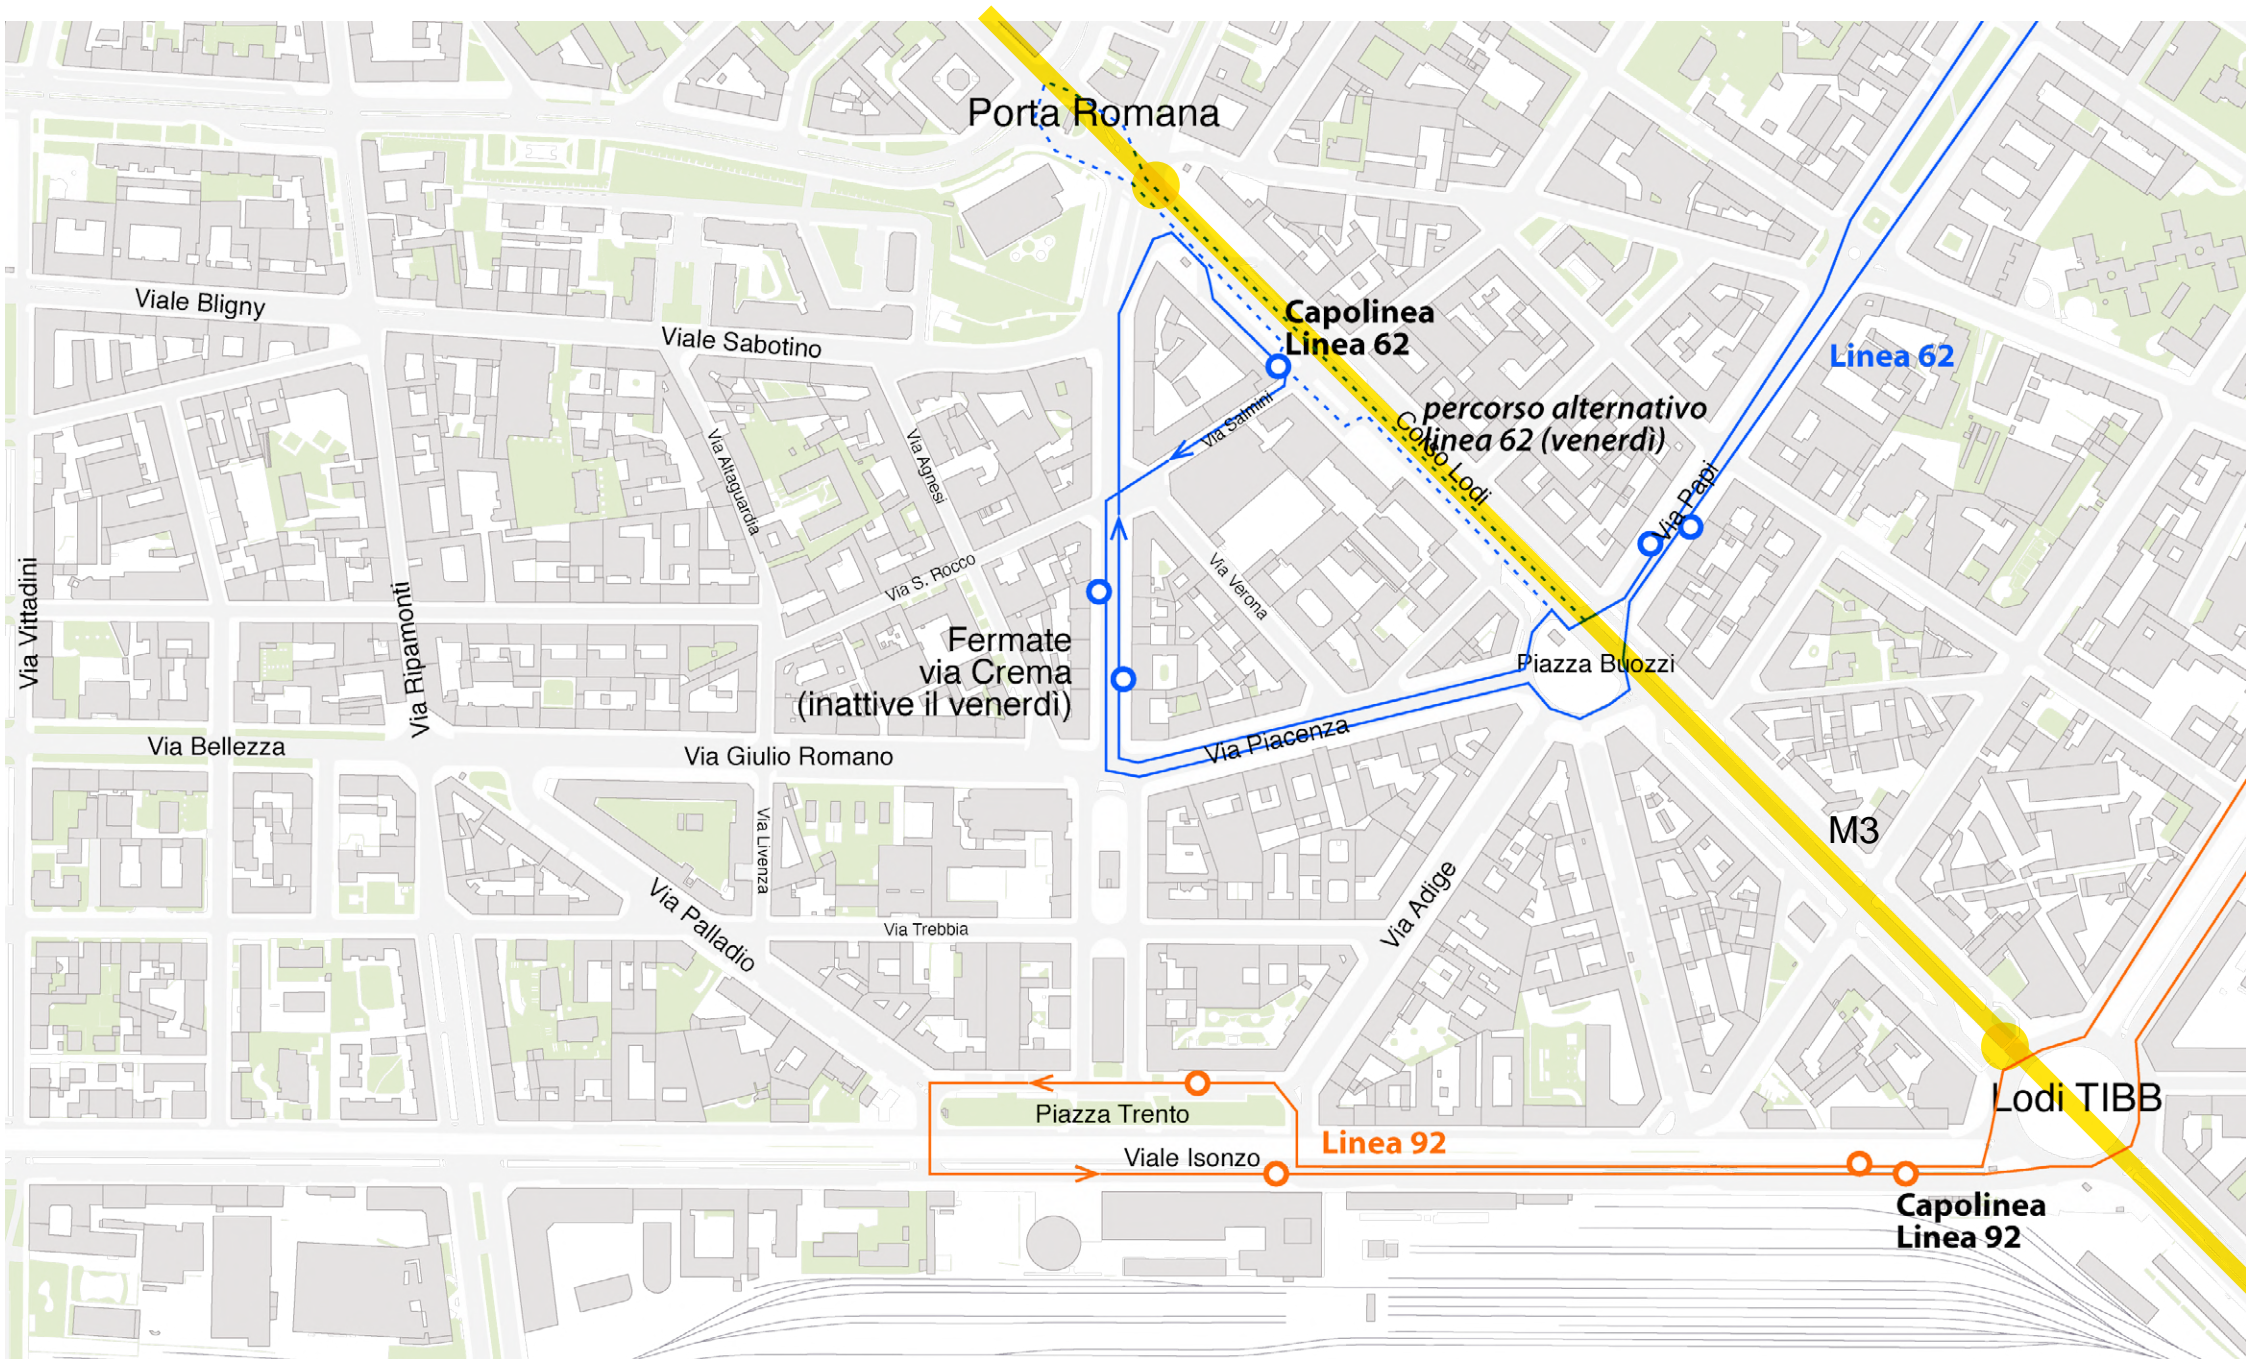 Porta Romana
Viale Bligny
Viale Sabotino
Capolinea
Linea 62
Linea 62
percorso alternativo
linea 62 (venerdì)
Corso Lodi
Via Salmini
Via Altaguardia
Via Agnesi
Via Papi
Via S. Rocco
Via Verona
Via Vittadini
Via Ripamonti
Fermate
via Crema
(inattive il venerdì)
Piazza Buozzi
Via Bellezza
Via Giulio Romano
Via Piacenza
M3
Via Livenza
Via Palladio
Via Trebbia
Via Adige
Lodi TIBB
Piazza Trento
Linea 92
Viale Isonzo
Capolinea
Linea 92